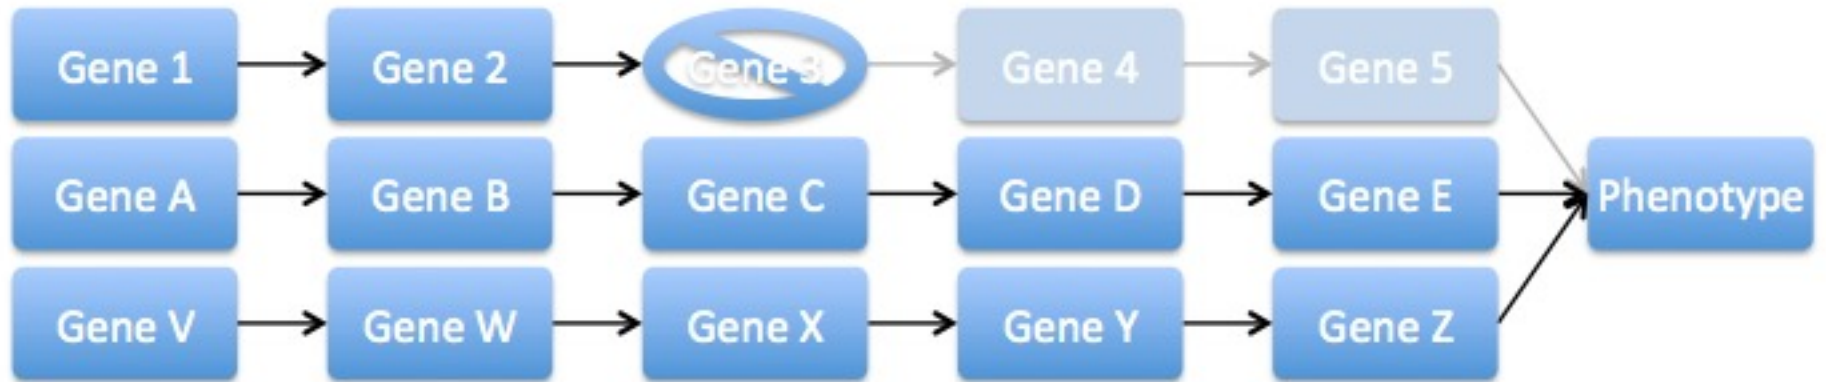 Gene 1 Gene 2 Gene 3 Gene 4 Gene 5
Gene A Gene B Gene C Gene D Gene E Phenotype
Gene V Gene W Gene X Gene Y Gene Z